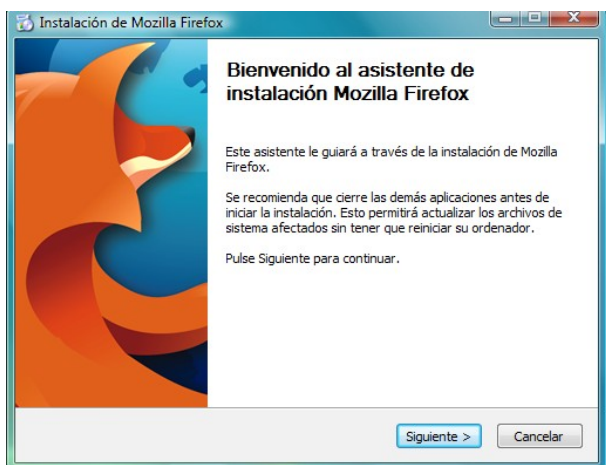 Instalación de Mozilla Firefox
Bienvenido al asistente de
instalación Mozilla Firefox
Este asistente le guiará a través de la instalación de Mozilla
Firefox.
Se recomienda que cierre las demás aplicaciones antes de
iniciar la instalación. Esto permitirá actualizar los archivos de
sistema afectados sin tener que reiniciar su ordenador.
Pulse Siguiente para continuar.
Siguiente >
Cancelar